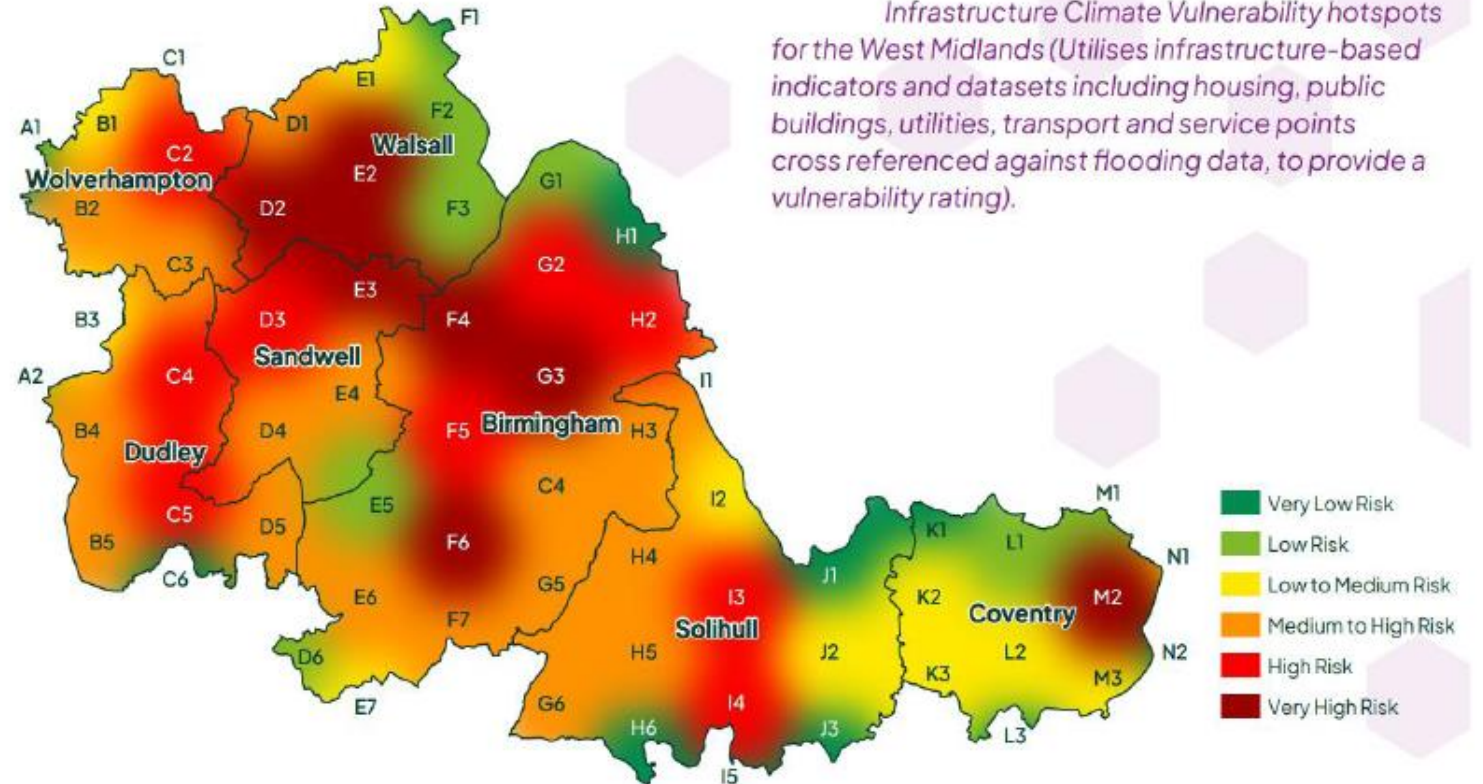 Infrastructure Climate Vulnerability hotspots
for the West Midlands (Utilises infrastructure-based
indicators and datasets including housing, public
buildings, utilities, transport and service points
cross referenced against flooding data, to provide a
vulnerability rating).
F1
C1
E1
A1
B1
D1
F2
Walsall
C2
E2
Wolverhampton
G1
B2
D2
F3
H1
C3
G2
E3
B3
D3
F4
H2
Sandwell
A2
C4
G3
I1
E4
B4
D4
F5
Birmingham
H3
Dudley
C4
I2
E5
C5
D5
B5
F6
H4
C6
E6
G5
F7
I3
J1
Solihull
H5
J2
D6
E7
G6
I4
H6
J3
I5
K1
L1
M1
N1
K2
Coventry
M2
L2
N2
K3
M3
L3
Very Low Risk
Low Risk
Low to Medium Risk
Medium to High Risk
High Risk
Very High Risk